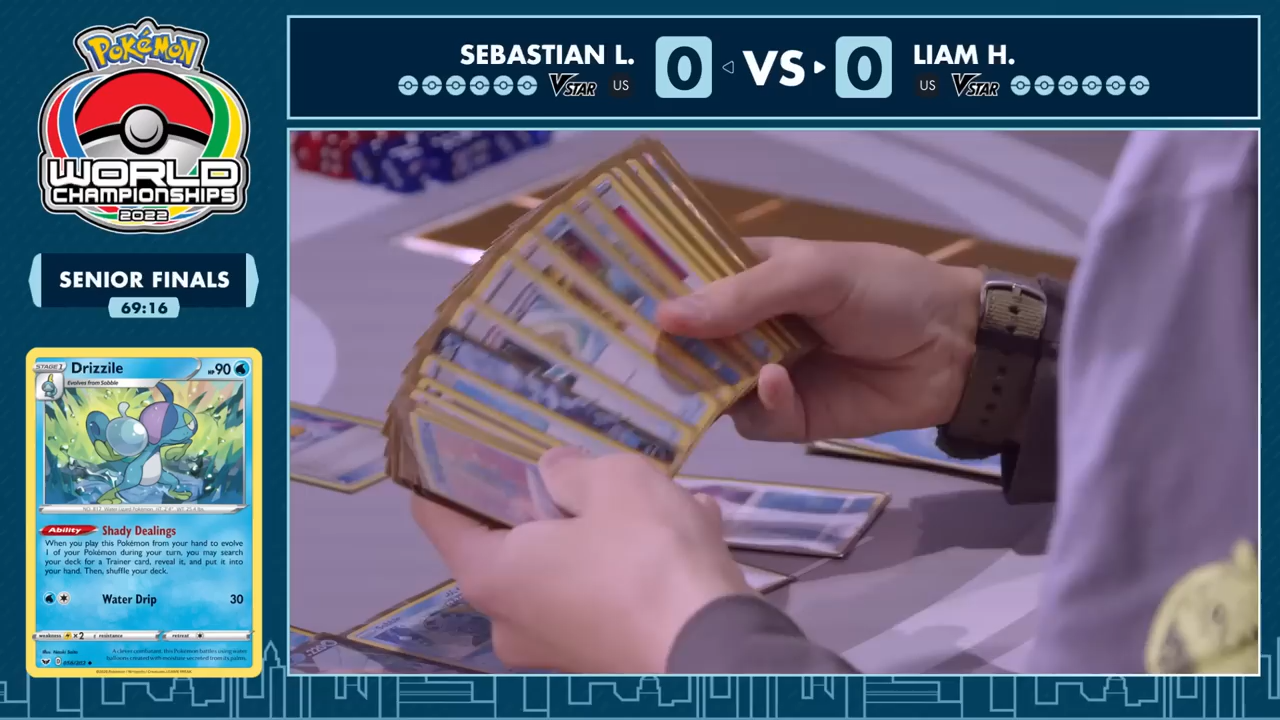 Pokémon
WORLD
CHAMPIONSHIPS
2022
SENIOR FINALS
69:16
SEBASTIAN L.
VSTAR
US
0
VS
0
LIAM H.
US
VSTAR
STAGE 1
Drizzile
HP 90
Evolves from Sobble
Ability
Shady Dealings
When you play this Pokémon from your hand to evolve
1 of your Pokémon during your turn, you may search
your deck for a Trainer card, reveal it, and put it into
your hand. Then, shuffle your deck.
Water Drip
30
weakness
×2
resistance
retreat